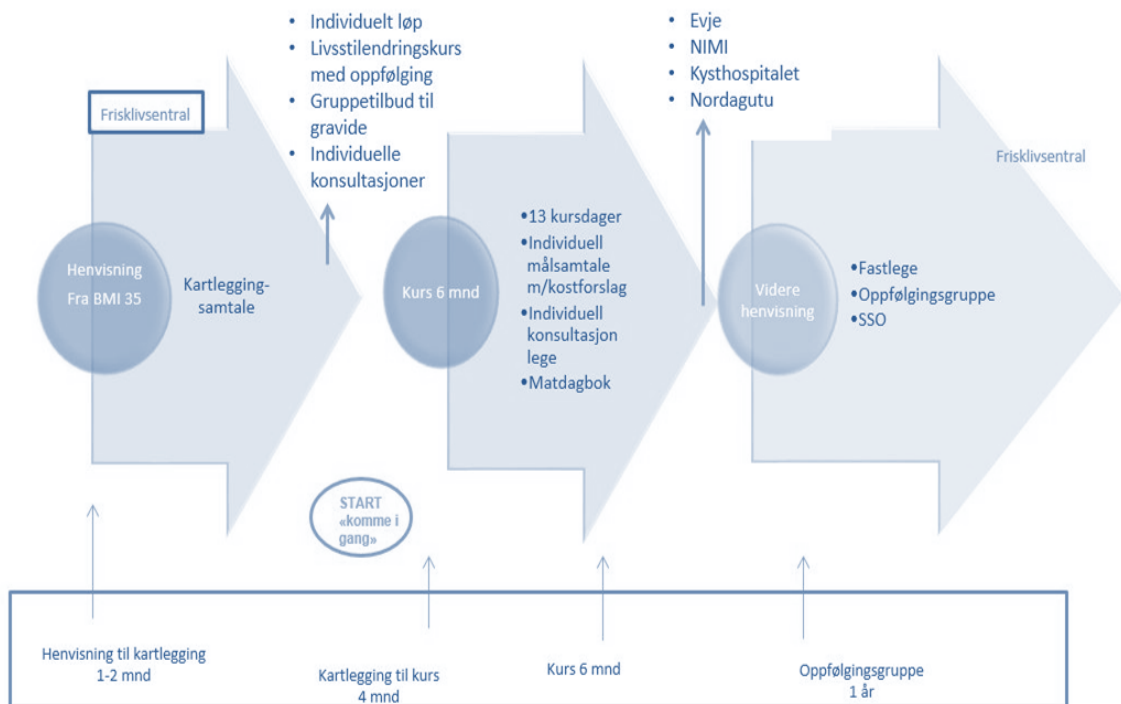 • Individuelt løp
• Livsstilendringskurs
med oppfølging
• Gruppetilbud til
gravide
• Individuelle
konsultasjoner
• Evje
• NIMI
• Kysthospitalet
• Nordagutu
Frisklivsentral
Henvisning
Fra BMI 35
Kartlegging-
samtale
Kurs 6 mnd
•13 kursdager
•Individuell
målsamtale
m/kostforslag
•Individuell
konsultasjon
lege
•Matdagbok
Videre
henvisning
•Fastlege
•Oppfølgingsgruppe
•SSO
Frisklivsentral
START
«komme i
gang»
Henvisning til kartlegging
1-2 mnd
Kartlegging til kurs
4 mnd
Kurs 6 mnd
Oppfølgingsgruppe
1 år